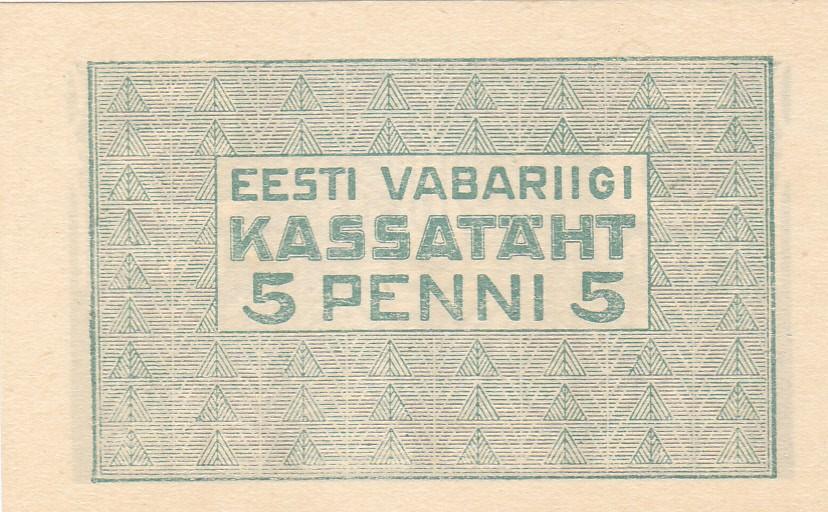 EESTI VABARIIGI
KASSATÄHT
5 PENNI 5